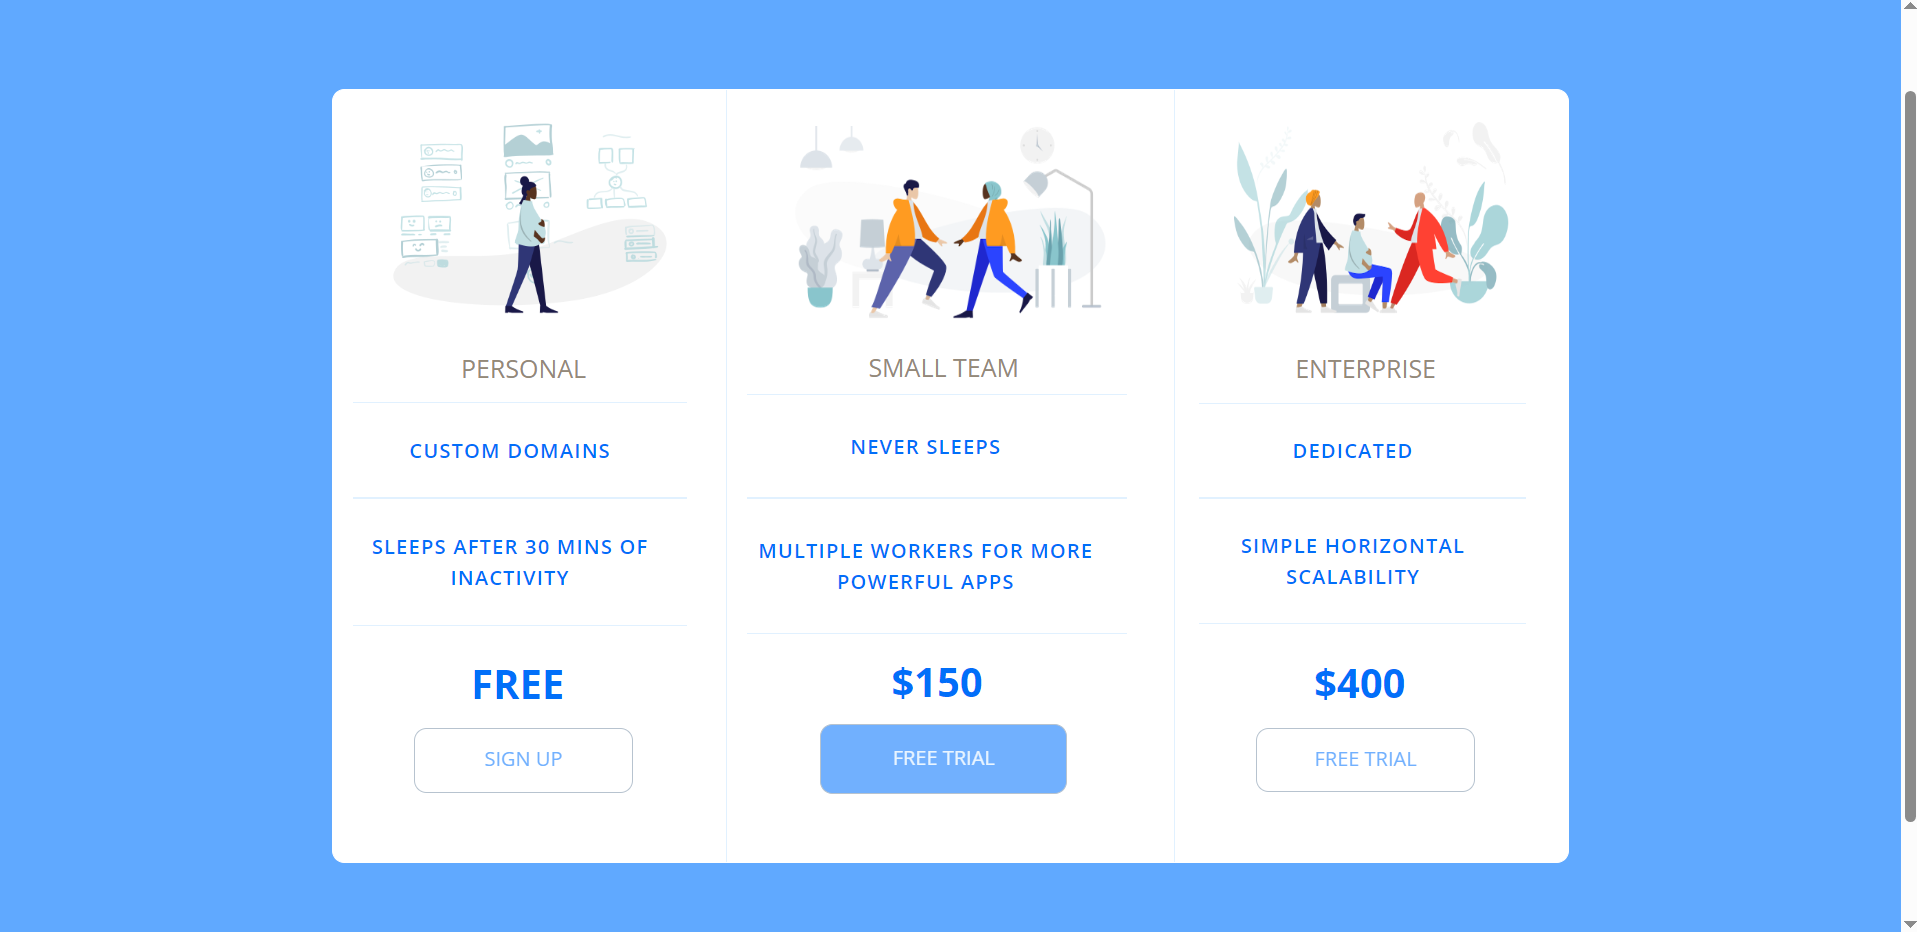 PERSONAL
CUSTOM DOMAINS
SLEEPS AFTER 30 MINS OF
INACTIVITY
FREE
SIGN UP
SMALL TEAM
NEVER SLEEPS
MULTIPLE WORKERS FOR MORE
POWERFUL APPS
$150
FREE TRIAL
ENTERPRISE
DEDICATED
SIMPLE HORIZONTAL
SCALABILITY
$400
FREE TRIAL